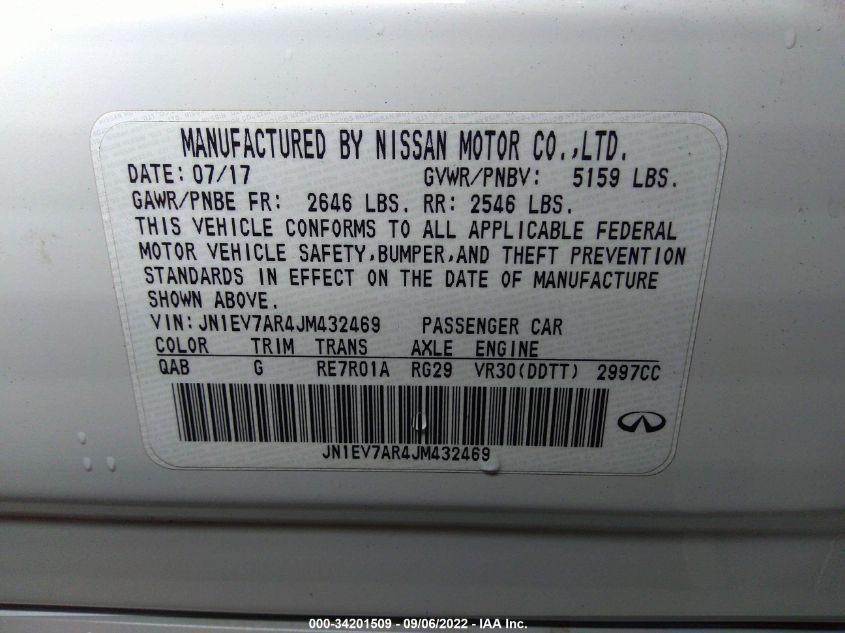 MANUFACTURED BY NISSAN MOTOR CO.,LTD.
DATE: 07/17 GVWR/PNBV: 5159 LBS.
GAWR/PNBE FR: 2646 LBS. RR: 2546 LBS.
THIS VEHICLE CONFORMS TO ALL APPLICABLE FEDERAL
MOTOR VEHICLE SAFETY,BUMPER,AND THEFT PREVENTION
STANDARDS IN EFFECT ON THE DATE OF MANUFACTURE
SHOWN ABOVE.
VIN:JN1EV7AR4JM432469 PASSENGER CAR
COLOR TRIM TRANS AXLE ENGINE
QAB G RE7R01A RG29 VR30(DDTT) 2997CC
JN1EV7AR4JM432469
000-34201509 - 09/06/2022 - IAA Inc.